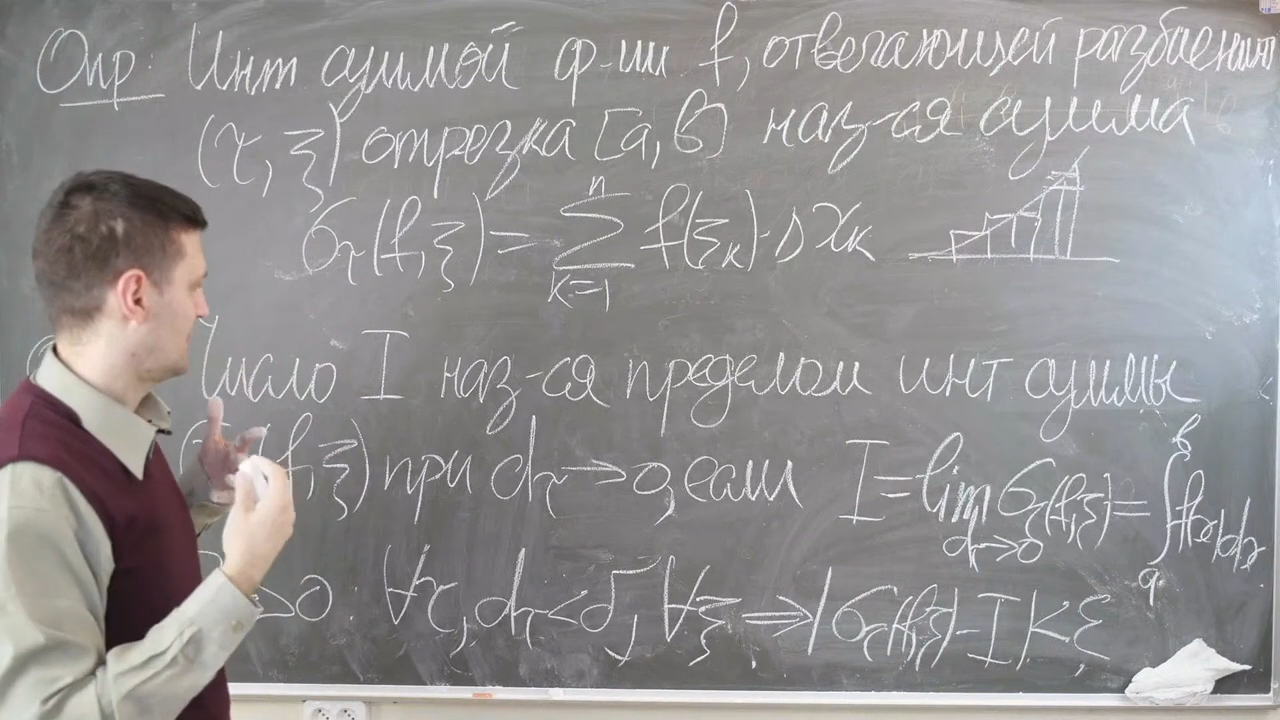 Опр: Инт суммой ф-ии f, отвечающей разбиению
(τ, ξ) отрезка [a, b] наз-ся сумма
σ_τ(f, ξ) = Σ_{k=1}^{n} f(ξ_k)·Δx_k
Число I наз-ся пределом инт суммы
(f, ξ) при d_τ → 0, если I = lim_{d_τ→0} σ_τ(f, ξ) = ∫_a^b f(x)dx
>0: ∀τ, d_τ < δ, ∀ξ ⇒ |σ_τ(f, ξ) - I| < ε